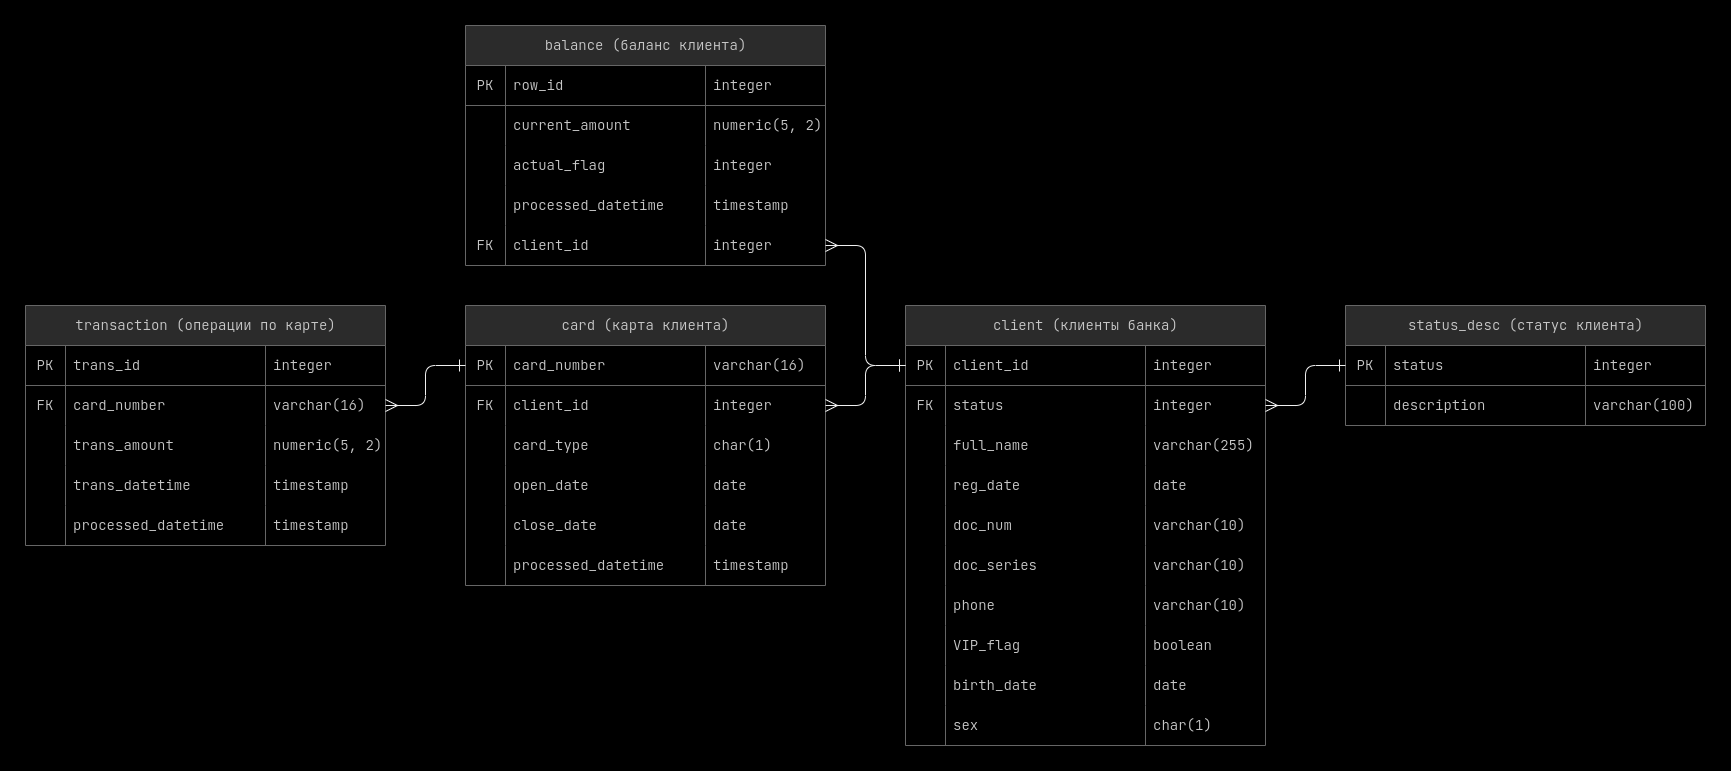 balance (баланс клиента)
PK row_id integer
current_amount numeric(5, 2)
actual_flag integer
processed_datetime timestamp
FK client_id integer
transaction (операции по карте)
PK trans_id integer
FK card_number varchar(16)
trans_amount numeric(5, 2)
trans_datetime timestamp
processed_datetime timestamp
card (карта клиента)
PK card_number varchar(16)
FK client_id integer
card_type char(1)
open_date date
close_date date
processed_datetime timestamp
client (клиенты банка)
PK client_id integer
FK status integer
full_name varchar(255)
reg_date date
doc_num varchar(10)
doc_series varchar(10)
phone varchar(10)
VIP_flag boolean
birth_date date
sex char(1)
status_desc (статус клиента)
PK status integer
description varchar(100)